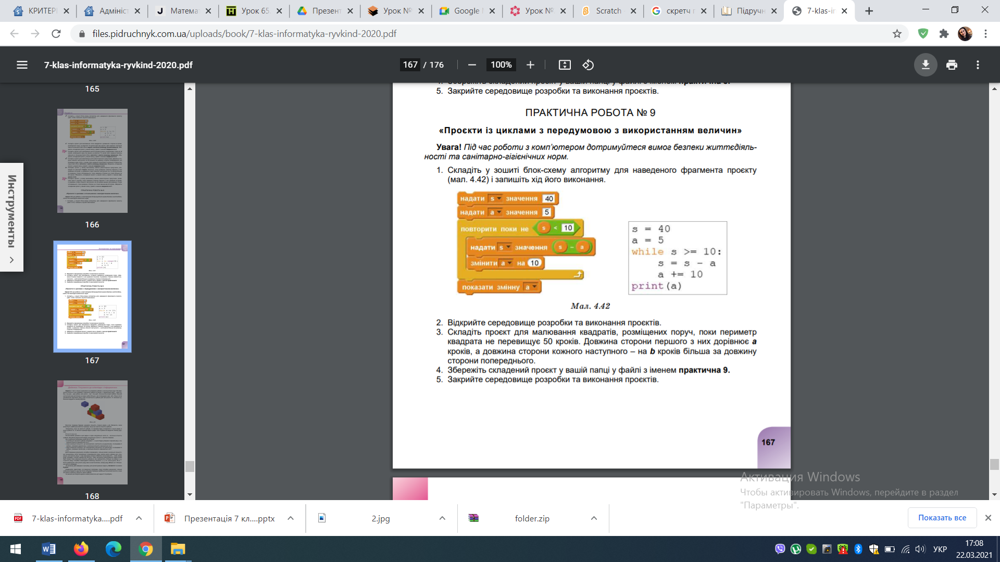 КРИТЕР
Адмініс
Матема
Урок 65
Презент
Урок №
Google
Урок №
Scratch
скретч
Підручн
7-klas-in
files.pidruchnyk.com.ua/uploads/book/7-klas-informatyka-ryvkind-2020.pdf
7-klas-informatyka-ryvkind-2020.pdf
167 / 176
100%
165
166
167
168
Инструменты
5. Закрийте середовище розробки та виконання проєктів.
ПРАКТИЧНА РОБОТА № 9
«Проєкти із циклами з передумовою з використанням величин»
Увага! Під час роботи з комп'ютером дотримуйтеся вимог безпеки життєдіяль-
ності та санітарно-гігієнічних норм.
1. Складіть у зошиті блок-схему алгоритму для наведеного фрагмента проєкту
(мал. 4.42) і запишіть хід його виконання.
надати s значення 40
надати a значення 5
повторити поки не s < 10
надати s значення s - a
змінити a на 10
показати змінну a
s = 40
a = 5
while s >= 10:
s = s - a
a += 10
print(a)
Мал. 4.42
2. Відкрийте середовище розробки та виконання проєктів.
3. Складіть проєкт для малювання квадратів, розміщених поруч, поки периметр
квадрата не перевищує 50 кроків. Довжина сторони першого з них дорівнює a
кроків, а довжина сторони кожного наступного – на b кроків більша за довжину
сторони попереднього.
4. Збережіть складений проєкт у вашій папці у файлі з іменем практична 9.
5. Закрийте середовище розробки та виконання проєктів.
167
Активация Windows
Чтобы активировать Windows, перейдите в раздел
"Параметры".
7-klas-informatyka....pdf
Презентація 7 кл....pptx
2.jpg
folder.zip
Показать все
УКР
17:08
22.03.2021